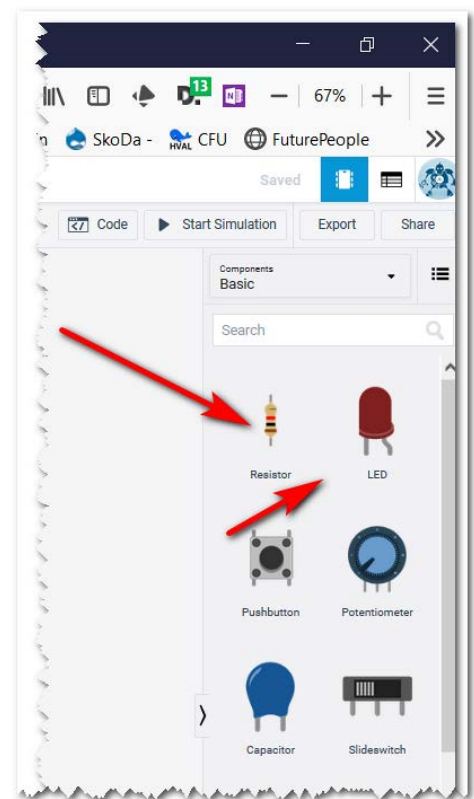 13
67%
SkoDa -
HVAL CFU
FuturePeople
Saved
Code
Start Simulation
Export
Share
Components
Basic
Search
Resistor
LED
Pushbutton
Potentiometer
Capacitor
Slideswitch